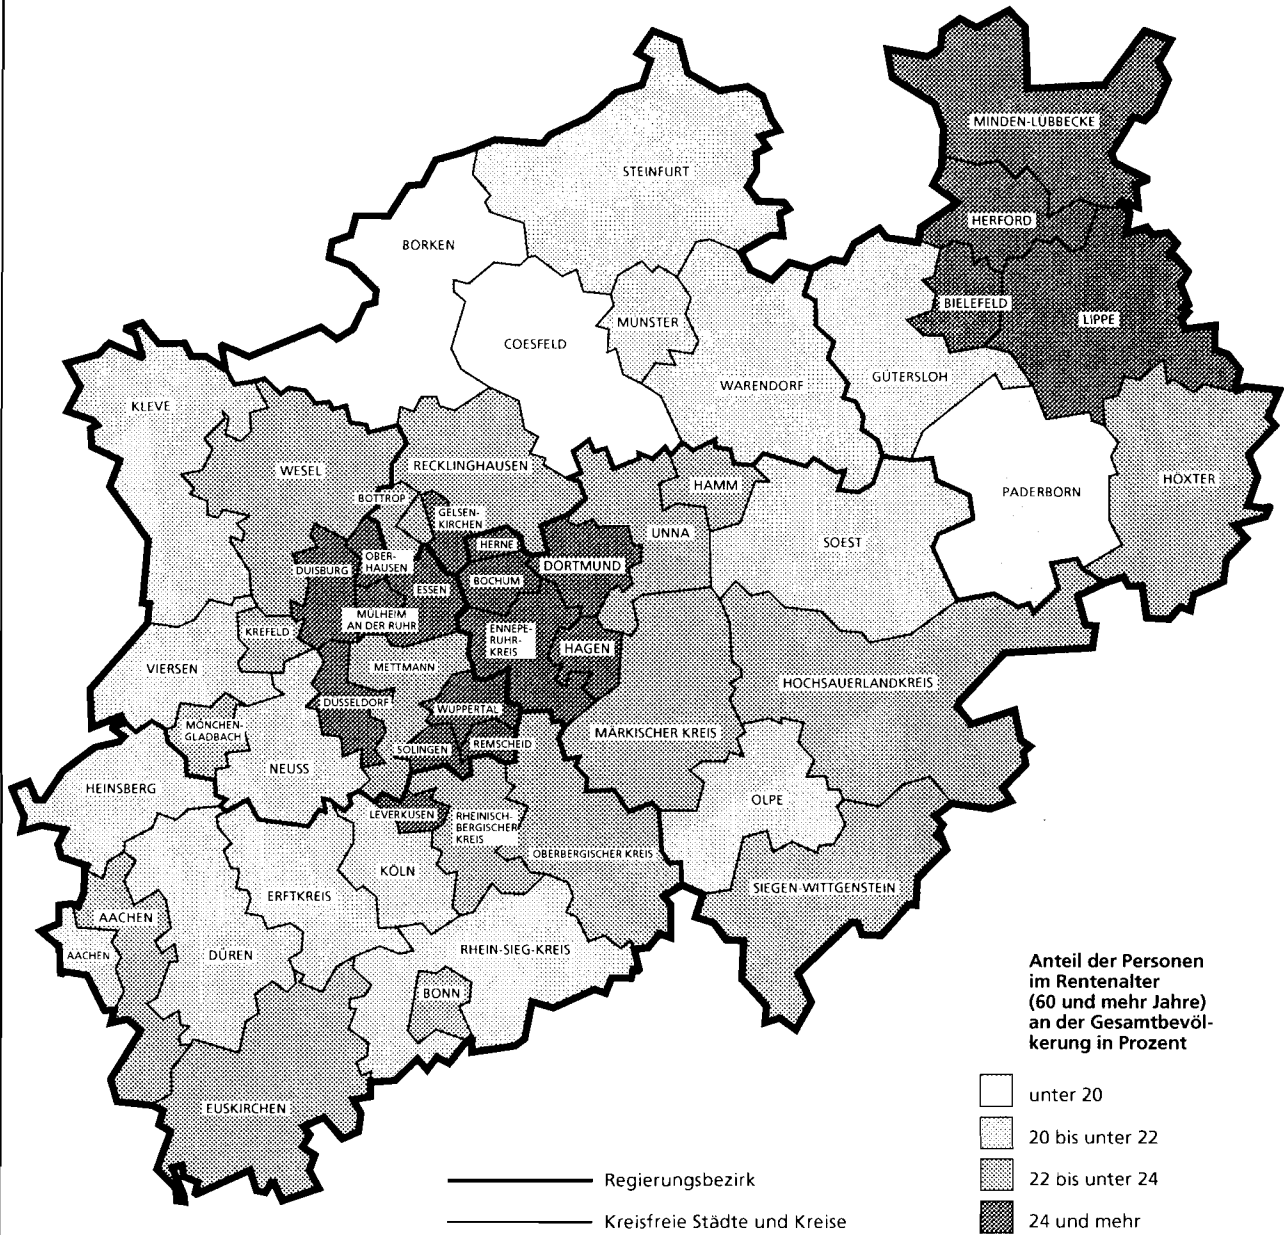 MINDEN-LÜBBECKE
STEINFURT
HERFORD
BORKEN
BIELEFELD
LIPPE
MÜNSTER
COESFELD
GÜTERSLOH
WARENDORF
KLEVE
RECKLINGHAUSEN
WESEL
HÖXTER
HAMM
PADERBORN
BOTTROP
GELSEN-
KIRCHEN
UNNA
SOEST
HERNE
OBER-
HAUSEN
DORTMUND
DUISBURG
BOCHUM
ESSEN
MÜLHEIM
AN DER RUHR
KREFELD
ENNEPE-
RUHR-
KREIS
HAGEN
METTMANN
VIERSEN
HOCHSAUERLANDKREIS
DÜSSELDORF
WUPPERTAL
MÖNCHEN-
GLADBACH
MÄRKISCHER KREIS
REMSCHEID
SOLINGEN
NEUSS
HEINSBERG
OLPE
LEVERKUSEN
RHEINISCH-
BERGISCHER
KREIS
OBERBERGISCHER KREIS
KÖLN
SIEGEN-WITTGENSTEIN
ERFTKREIS
AACHEN
RHEIN-SIEG-KREIS
AACHEN
DÜREN
BONN
EUSKIRCHEN
Anteil der Personen
im Rentenalter
(60 und mehr Jahre)
an der Gesamtbevöl-
kerung in Prozent
unter 20
20 bis unter 22
22 bis unter 24
24 und mehr
Regierungsbezirk
Kreisfreie Städte und Kreise